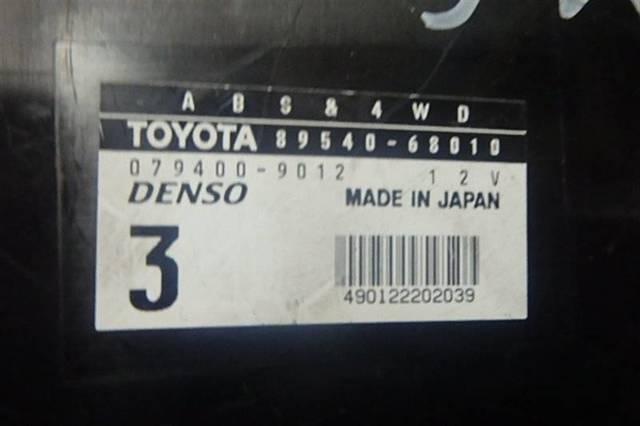 ABS&4WD
TOYOTA 89540-68010
079400-9012 12V
DENSO MADE IN JAPAN
3
490122202039